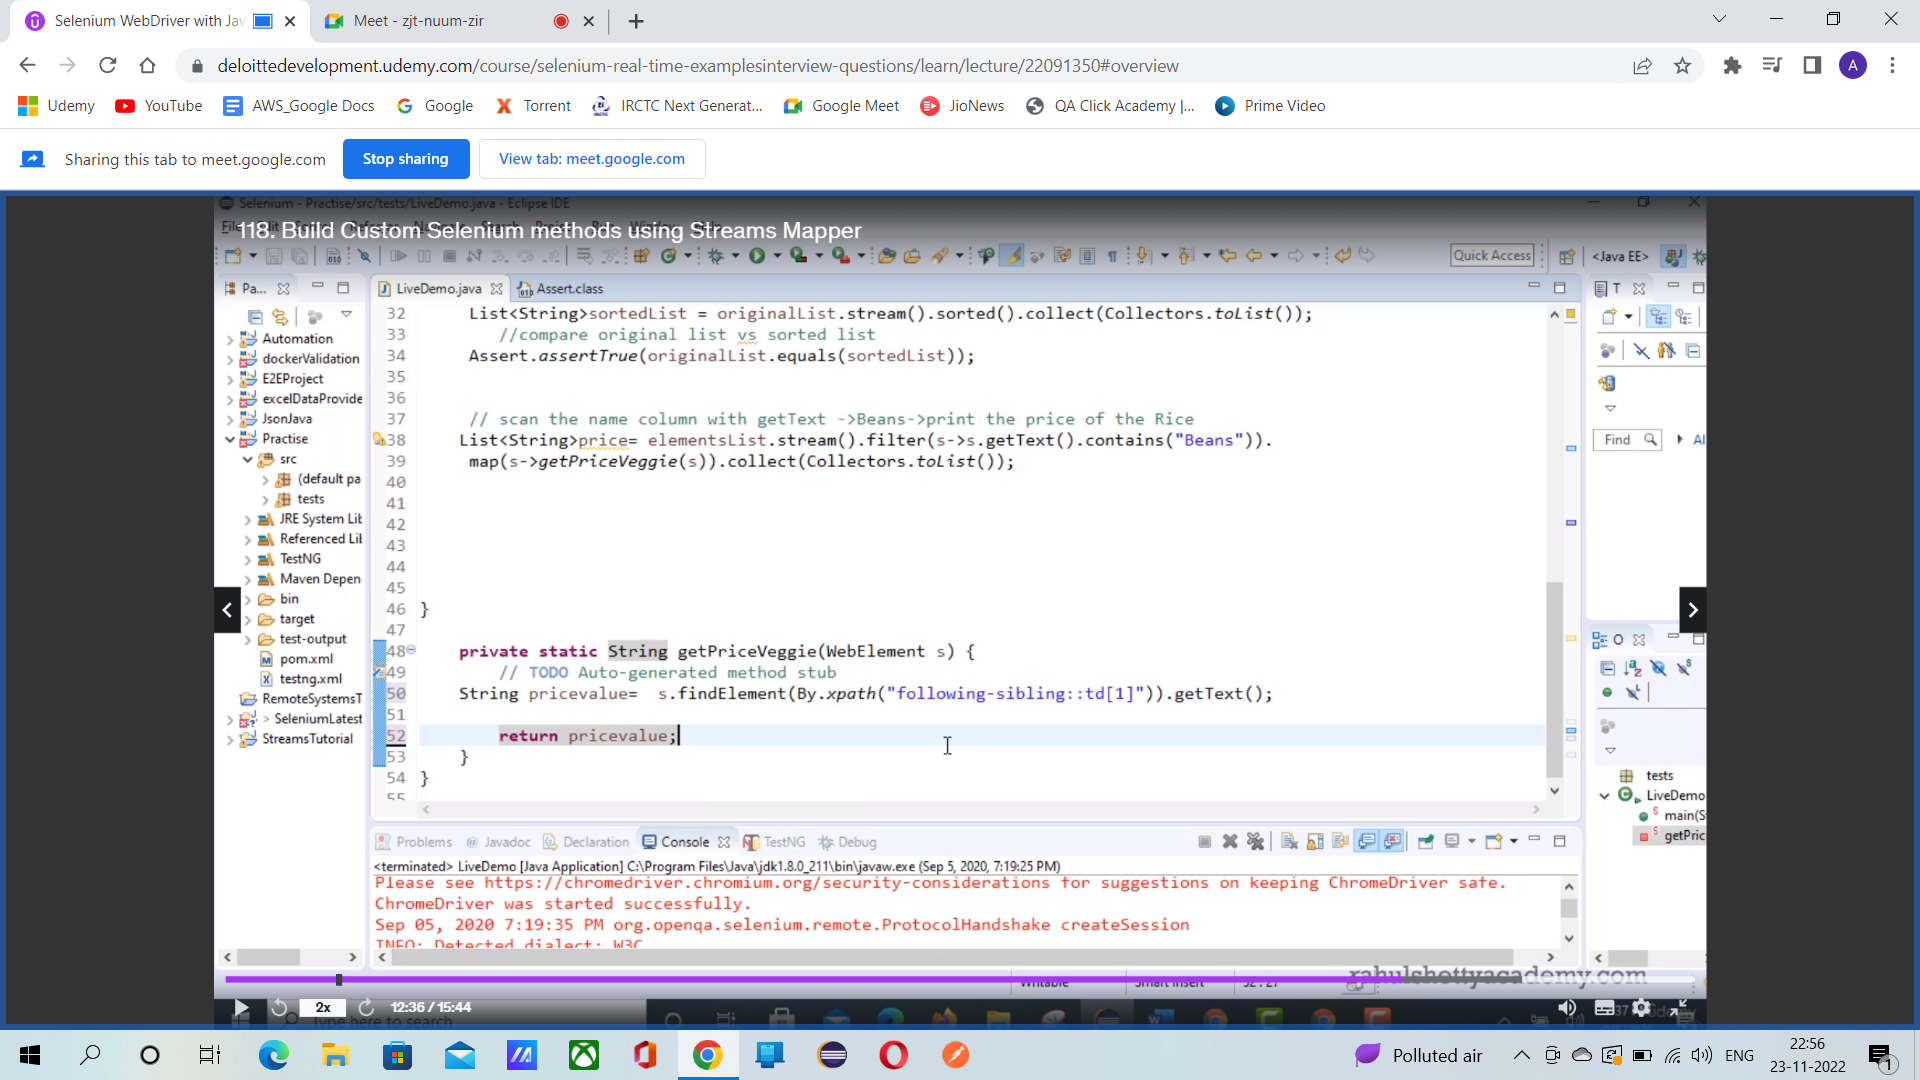 Selenium WebDriver with Jav
Meet - zjt-nuum-zir
deloittedevelopment.udemy.com/course/selenium-real-time-examplesinterview-questions/learn/lecture/22091350#overview
A
Udemy
YouTube
AWS_Google Docs
Google
Torrent
IRCTC Next Generat...
Google Meet
JioNews
QA Click Academy |...
Prime Video
Sharing this tab to meet.google.com
Stop sharing
View tab: meet.google.com
Selenium - Practise/src/tests/LiveDemo.java - Eclipse IDE
118. Build Custom Selenium methods using Streams Mapper
Quick Access
<Java EE>
Pa...
LiveDemo.java
Assert.class
T
Automation
dockerValidation
E2EProject
excelDataProvide
JsonJava
Practise
src
(default pa
tests
JRE System Lib
Referenced Lil
TestNG
Maven Depen
bin
target
test-output
pom.xml
testng.xml
RemoteSystemsT
> SeleniumLatest
StreamsTutorial
32 List<String>sortedList = originalList.stream().sorted().collect(Collectors.toList());
33 //compare original list vs sorted list
34 Assert.assertTrue(originalList.equals(sortedList));
35
36
37 // scan the name column with getText ->Beans->print the price of the Rice
38 List<String>price= elementsList.stream().filter(s->s.getText().contains("Beans")).
39 map(s->getPriceVeggie(s)).collect(Collectors.toList());
40
41
42
43
44
45
46 }
47
48 private static String getPriceVeggie(WebElement s) {
49 // TODO Auto-generated method stub
50 String pricevalue= s.findElement(By.xpath("following-sibling::td[1]")).getText();
51
52 return pricevalue;
53 }
54 }
55
Find
Al
O
tests
LiveDemo
main(S
getPric
Problems
Javadoc
Declaration
Console
TestNG
Debug
<terminated> LiveDemo [Java Application] C:\Program Files\Java\jdk1.8.0_211\bin\javaw.exe (Sep 5, 2020, 7:19:25 PM)
Please see https://chromedriver.chromium.org/security-considerations for suggestions on keeping ChromeDriver safe.
ChromeDriver was started successfully.
Sep 05, 2020 7:19:35 PM org.openqa.selenium.remote.ProtocolHandshake createSession
INFO: Detected dialect: W3C
rahulshettyacademy.com
Writable
Smart Insert
52 : 27
2x
12:36 / 15:44
Type here to search
Polluted air
ENG
22:56
23-11-2022
1